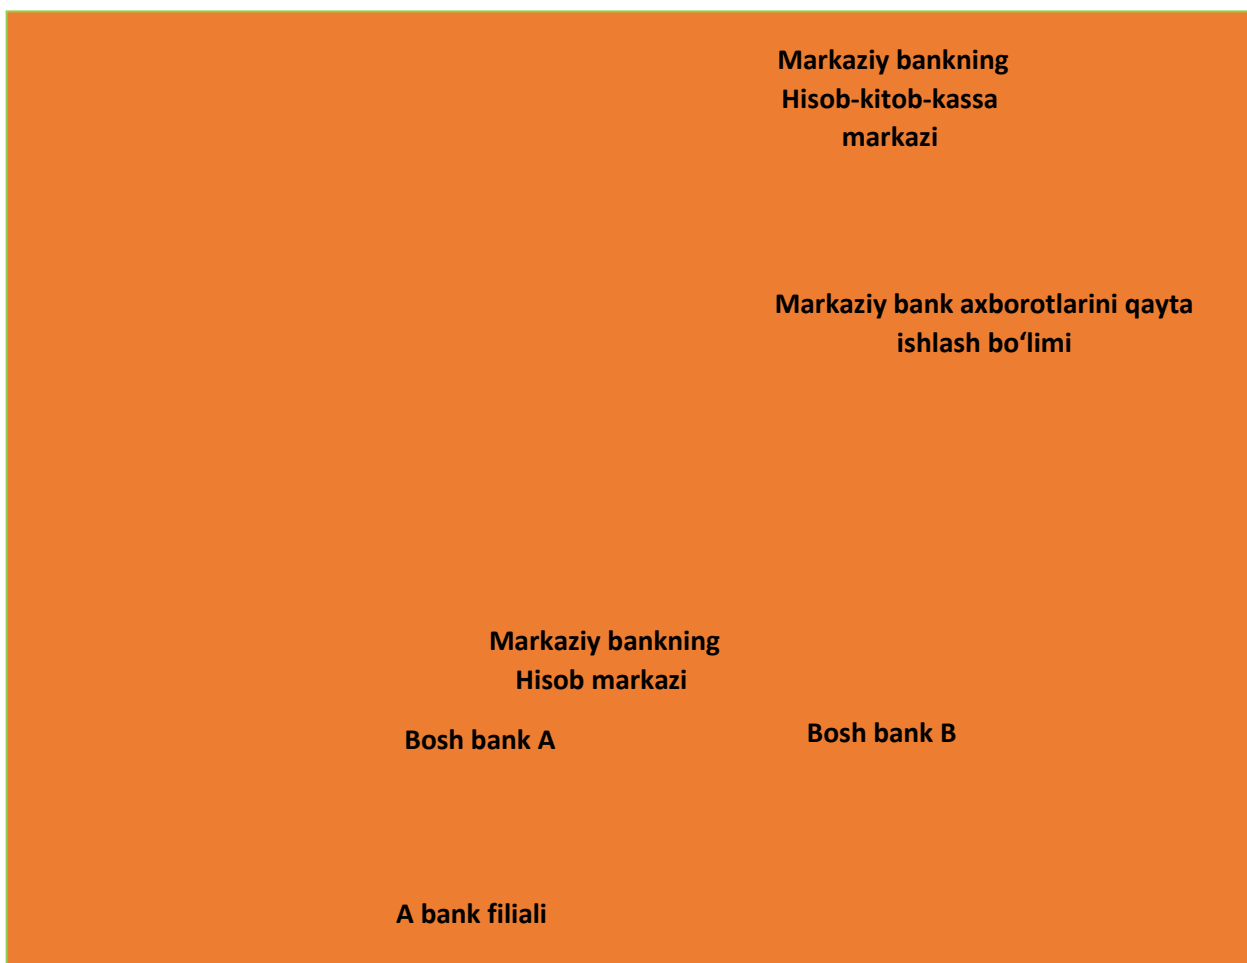 Markaziy bankning
Hisob-kitob-kassa
markazi
Markaziy bank axborotlarini qayta
ishlash bo‘limi
Markaziy bankning
Hisob markazi
Bosh bank A
Bosh bank B
A bank filiali